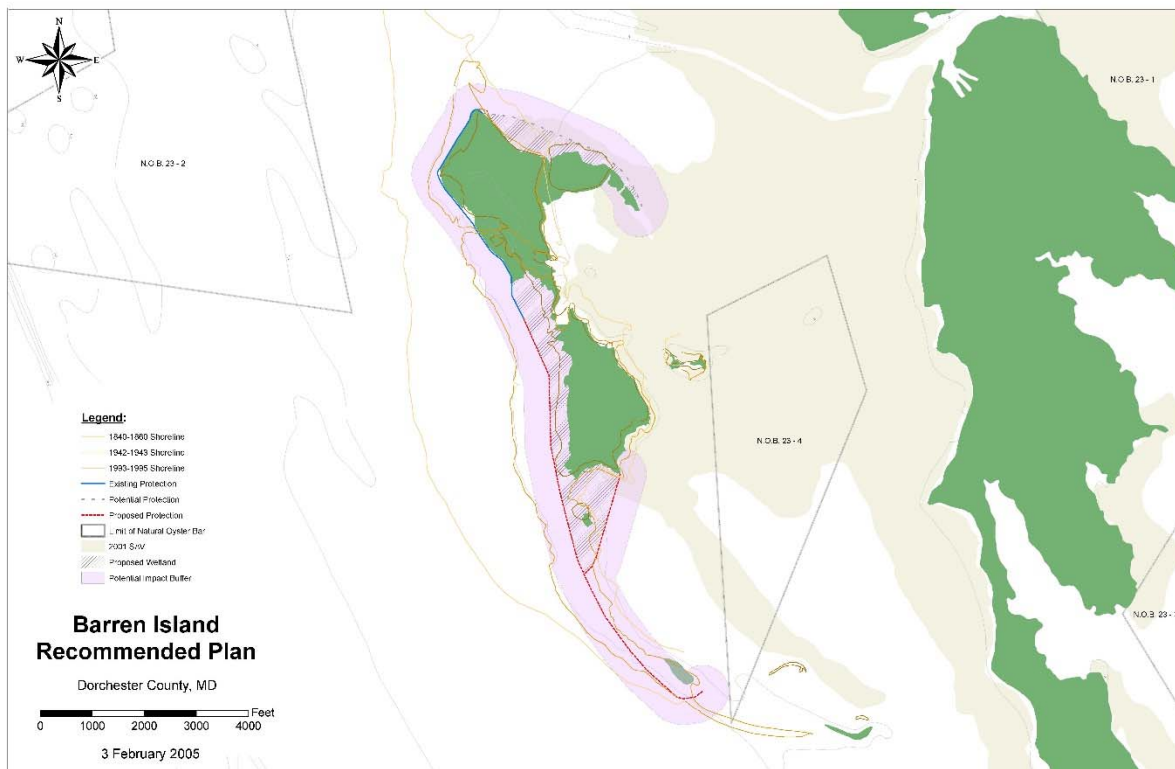 N
W E
S
N.O.B. 23 - 1
N.O.B. 23 - 2
N.O.B. 23 - 4
Legend:
1840-1860 Shoreline
1942-1943 Shoreline
1993-1995 Shoreline
Existing Protection
Potential Protection
Proposed Protection
Limit of Natural Oyster Bar
2001 SAV
Proposed Wetland
Potential Impact Buffer
N.O.B. 23 -
Barren Island
Recommended Plan
Dorchester County, MD
Feet
0 1000 2000 3000 4000
3 February 2005